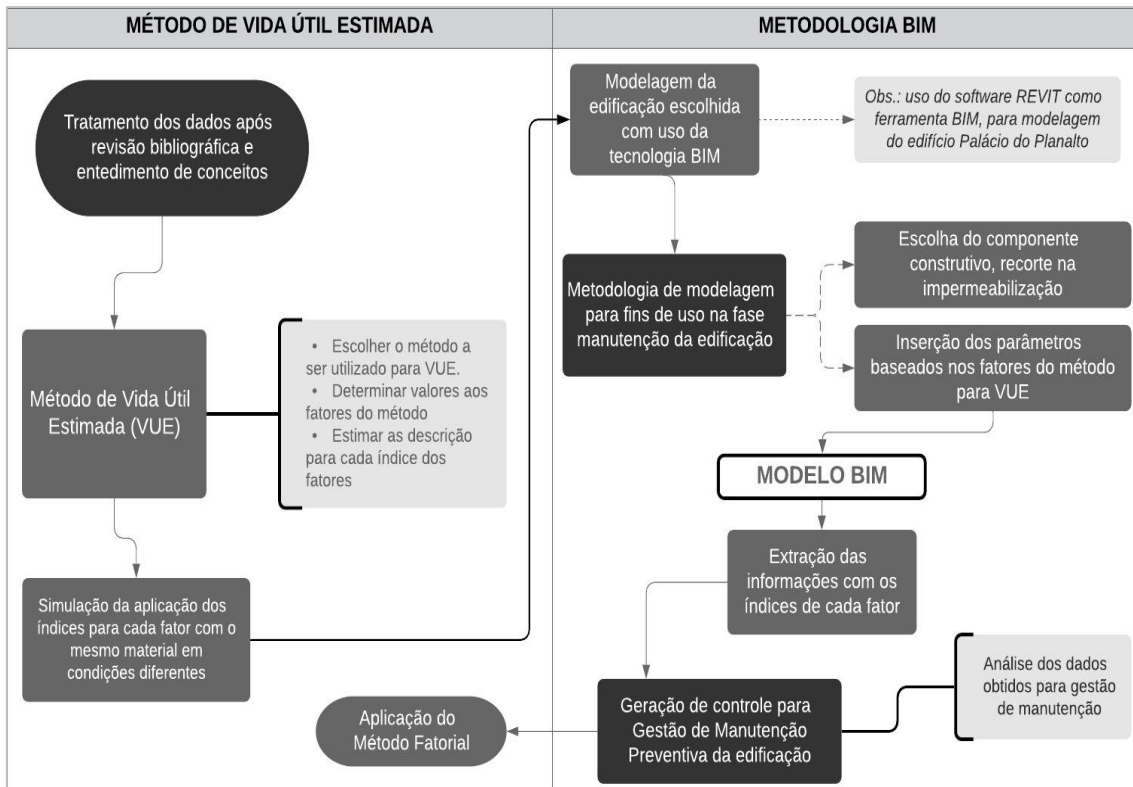 MÉTODO DE VIDA ÚTIL ESTIMADA
Tratamento dos dados após
revisão bibliográfica e
entedimento de conceitos
Método de Vida Útil
Estimada (VUE)
• Escolher o método a
ser utilizado para VUE.
• Determinar valores aos
fatores do método
• Estimar as descrição
para cada índice dos
fatores
Simulação da aplicação dos
índices para cada fator com o
mesmo material em
condições diferentes
METODOLOGIA BIM
Modelagem da
edificação escolhida
com uso da
tecnologia BIM
Obs.: uso do software REVIT como
ferramenta BIM, para modelagem
do edifício Palácio do Planalto
Metodologia de modelagem
para fins de uso na fase
manutenção da edificação
Escolha do componente
construtivo, recorte na
impermeabilização
Inserção dos parâmetros
baseados nos fatores do método
para VUE
MODELO BIM
Extração das
informações com os
índices de cada fator
Geração de controle para
Gestão de Manutenção
Preventiva da edificação
Análise dos dados
obtidos para gestão
de manutenção
Aplicação do
Método Fatorial